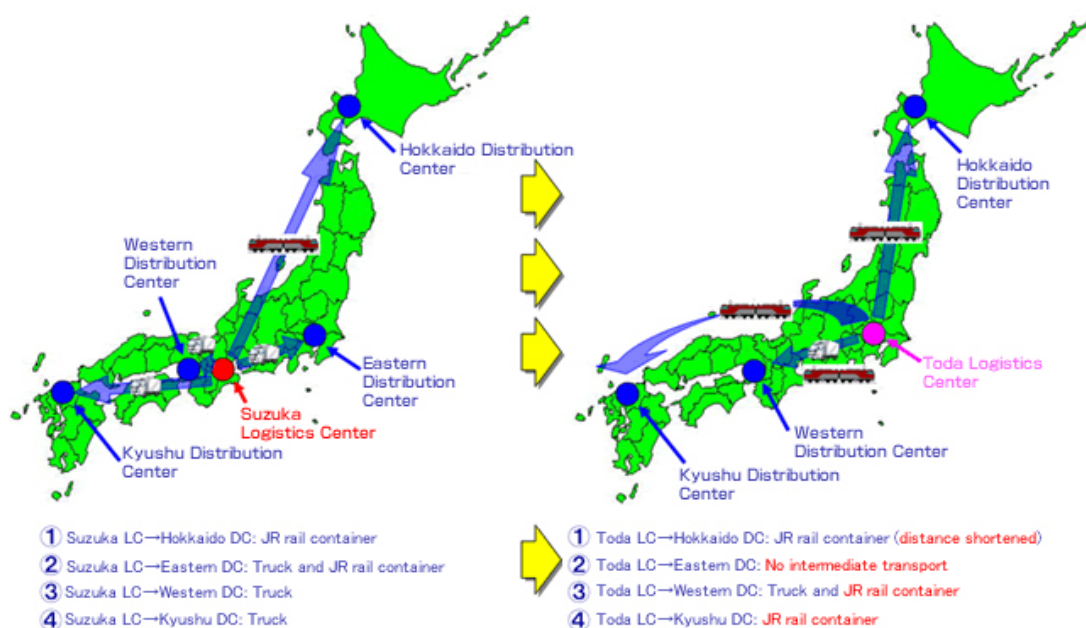 Hokkaido Distribution
Center
Western
Distribution
Center
Eastern
Distribution
Center
Suzuka
Logistics Center
Kyushu Distribution
Center
Hokkaido
Distribution
Center
Toda Logistics
Center
Western
Distribution Center
Kyushu Distribution
Center
① Suzuka LC→Hokkaido DC: JR rail container
② Suzuka LC→Eastern DC: Truck and JR rail container
③ Suzuka LC→Western DC: Truck
④ Suzuka LC→Kyushu DC: Truck
① Toda LC→Hokkaido DC: JR rail container (distance shortened)
② Toda LC→Eastern DC: No intermediate transport
③ Toda LC→Western DC: Truck and JR rail container
④ Toda LC→Kyushu DC: JR rail container